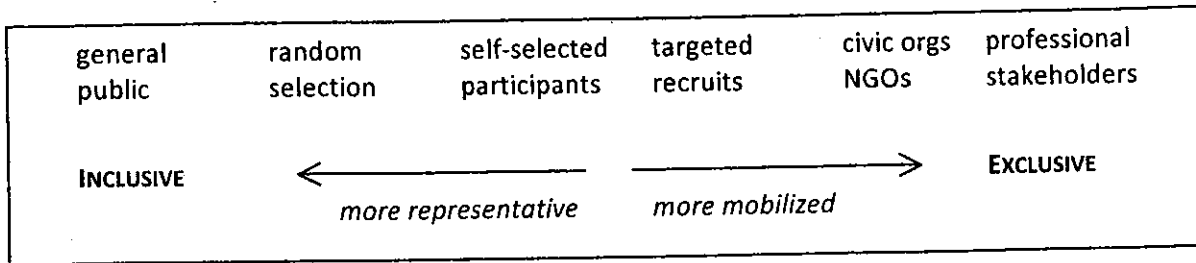 general random self-selected targeted civic orgs professional
public selection participants recruits NGOs stakeholders
INCLUSIVE EXCLUSIVE
more representative more mobilized